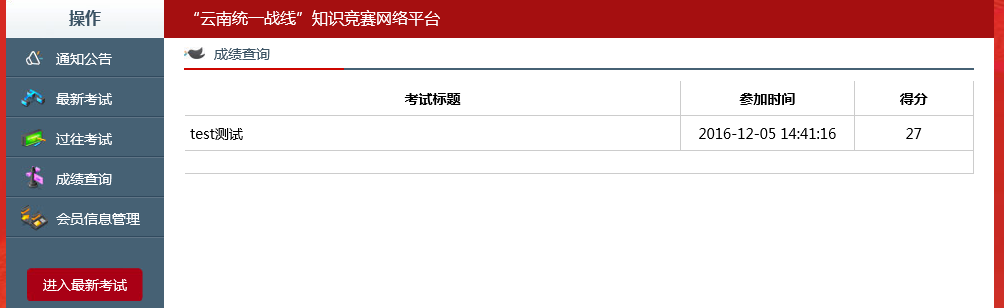 操作
“云南统一战线”知识竞赛网络平台
通知公告
最新考试
过往考试
成绩查询
会员信息管理
进入最新考试
成绩查询
考试标题 参加时间 得分
test测试 2016-12-05 14:41:16 27